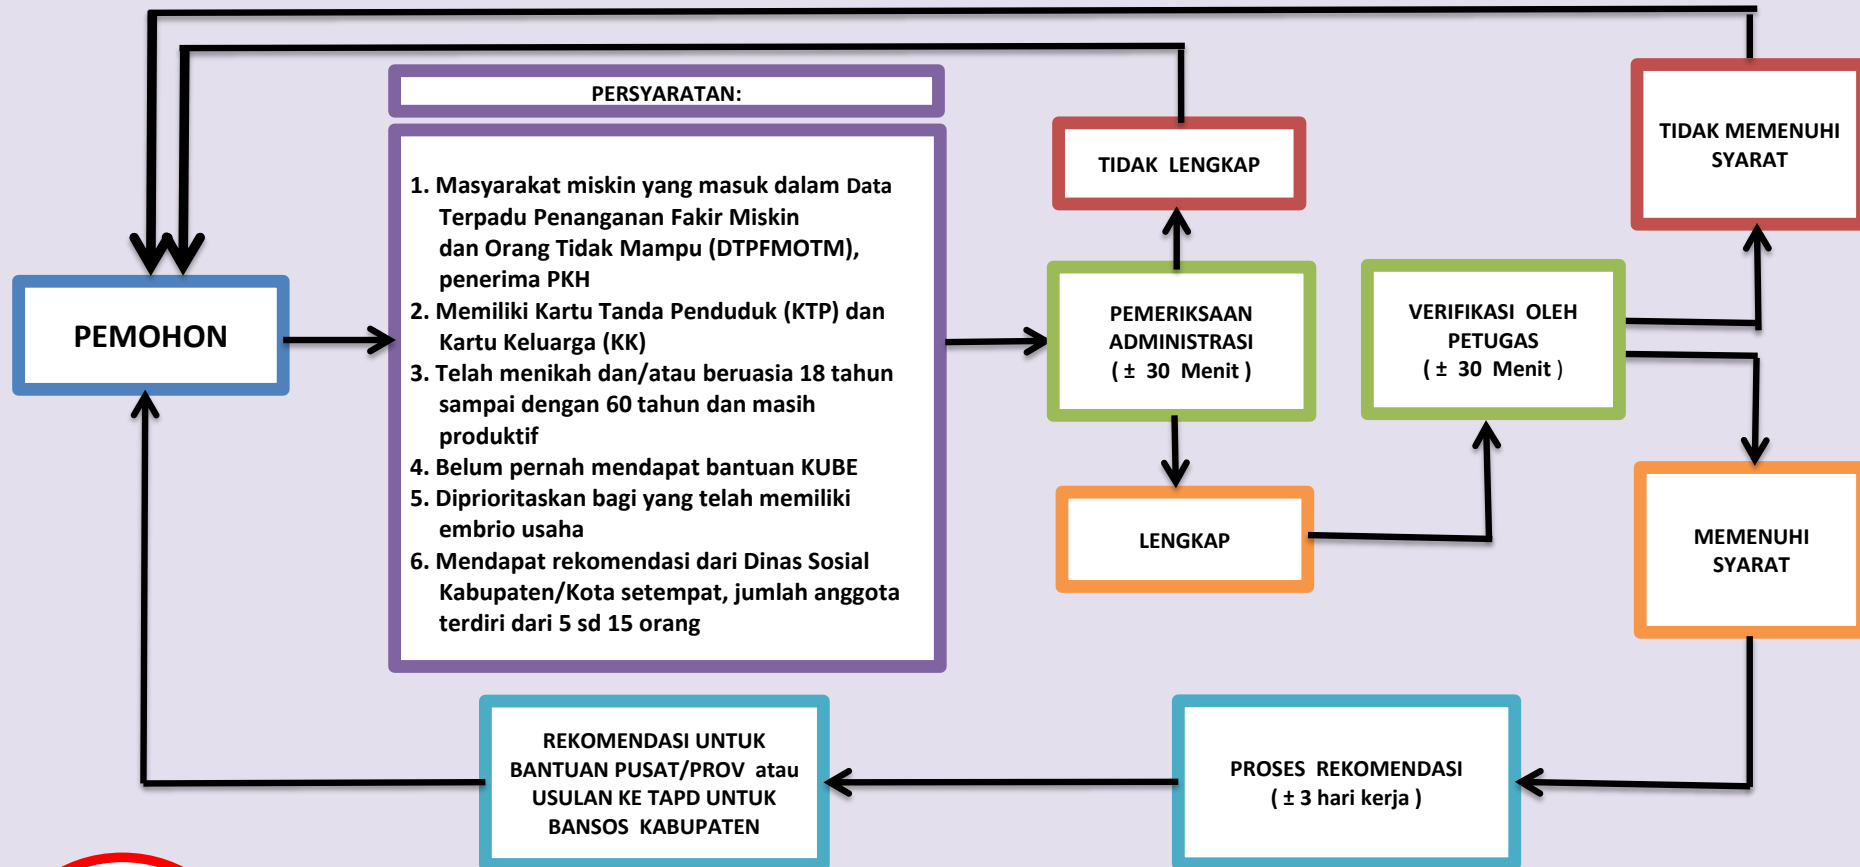 PERSYARATAN:
1. Masyarakat miskin yang masuk dalam Data
Terpadu Penanganan Fakir Miskin
dan Orang Tidak Mampu (DTPFMOTM),
penerima PKH
2. Memiliki Kartu Tanda Penduduk (KTP) dan
Kartu Keluarga (KK)
3. Telah menikah dan/atau beruasia 18 tahun
sampai dengan 60 tahun dan masih
produktif
4. Belum pernah mendapat bantuan KUBE
5. Diprioritaskan bagi yang telah memiliki
embrio usaha
6. Mendapat rekomendasi dari Dinas Sosial
Kabupaten/Kota setempat, jumlah anggota
terdiri dari 5 sd 15 orang
PEMOHON
TIDAK LENGKAP
PEMERIKSAAN
ADMINISTRASI
( ± 30 Menit )
LENGKAP
VERIFIKASI OLEH
PETUGAS
( ± 30 Menit )
TIDAK MEMENUHI
SYARAT
MEMENUHI
SYARAT
PROSES REKOMENDASI
( ± 3 hari kerja )
REKOMENDASI UNTUK
BANTUAN PUSAT/PROV atau
USULAN KE TAPD UNTUK
BANSOS KABUPATEN